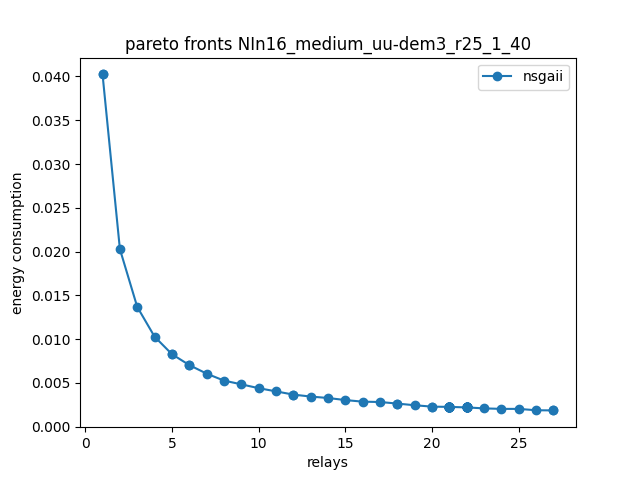 pareto fronts NIn16_medium_uu-dem3_r25_1_40
nsgaii
energy consumption
0.040
0.035
0.030
0.025
0.020
0.015
0.010
0.005
0.000
0 5 10 15 20 25
relays